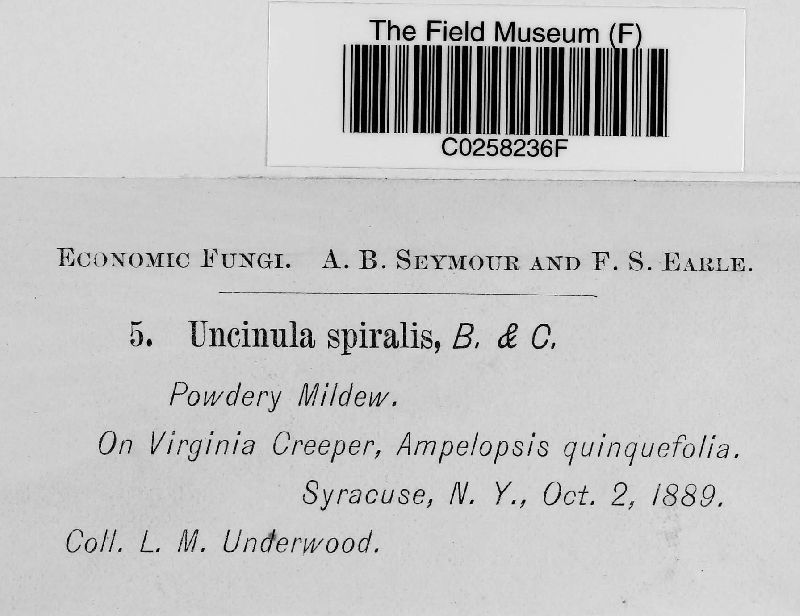 The Field Museum (F)
C0258236F
ECONOMIC FUNGI. A. B. SEYMOUR AND F. S. EARLE.
5. Uncinula spiralis, B. & C.
Powdery Mildew.
On Virginia Creeper, Ampelopsis quinquefolia.
Syracuse, N. Y., Oct. 2, 1889.
Coll. L. M. Underwood.